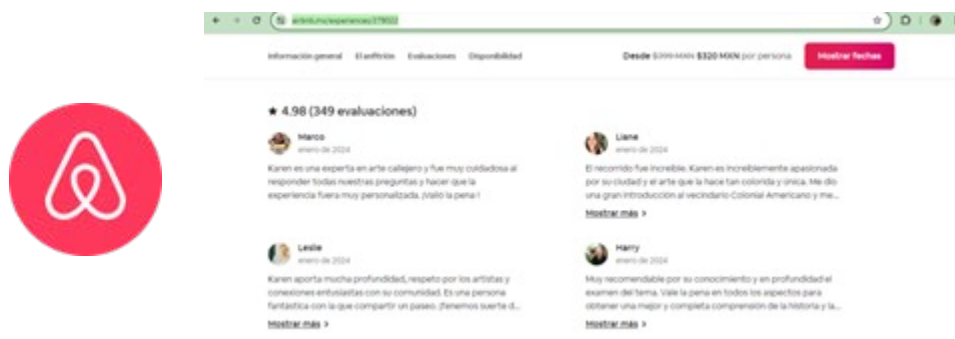 airbnb.mx/experiences/279502
Información general El anfitrión Evaluaciones Disponibilidad
Desde $399 MXN $320 MXN por persona
Mostrar fechas
★ 4.98 (349 evaluaciones)
Marco
enero de 2024
Karen es una experta en arte callejero y fue muy cuidadosa al
responder todas nuestras preguntas y hacer que la
experiencia fuera muy personalizada. ¡Valió la pena !
Liane
enero de 2024
El recorrido fue increíble. Karen es increíblemente apasionada
por su ciudad y el arte que la hace tan colorida y única. Me dio
una gran introducción al vecindario Colonial Americano y me...
Mostrar más >
Leslie
enero de 2024
Karen aporta mucha profundidad, respeto por los artistas y
conexiones entusiastas con su comunidad. Es una persona
fantástica con la que compartir un paseo. ¡Tenemos suerte d...
Mostrar más >
Harry
enero de 2024
Muy recomendable por su conocimiento y en profundidad el
examen del tema. Vale la pena en todos los aspectos para
obtener una mejor y completa comprensión de la historia y la...
Mostrar más >